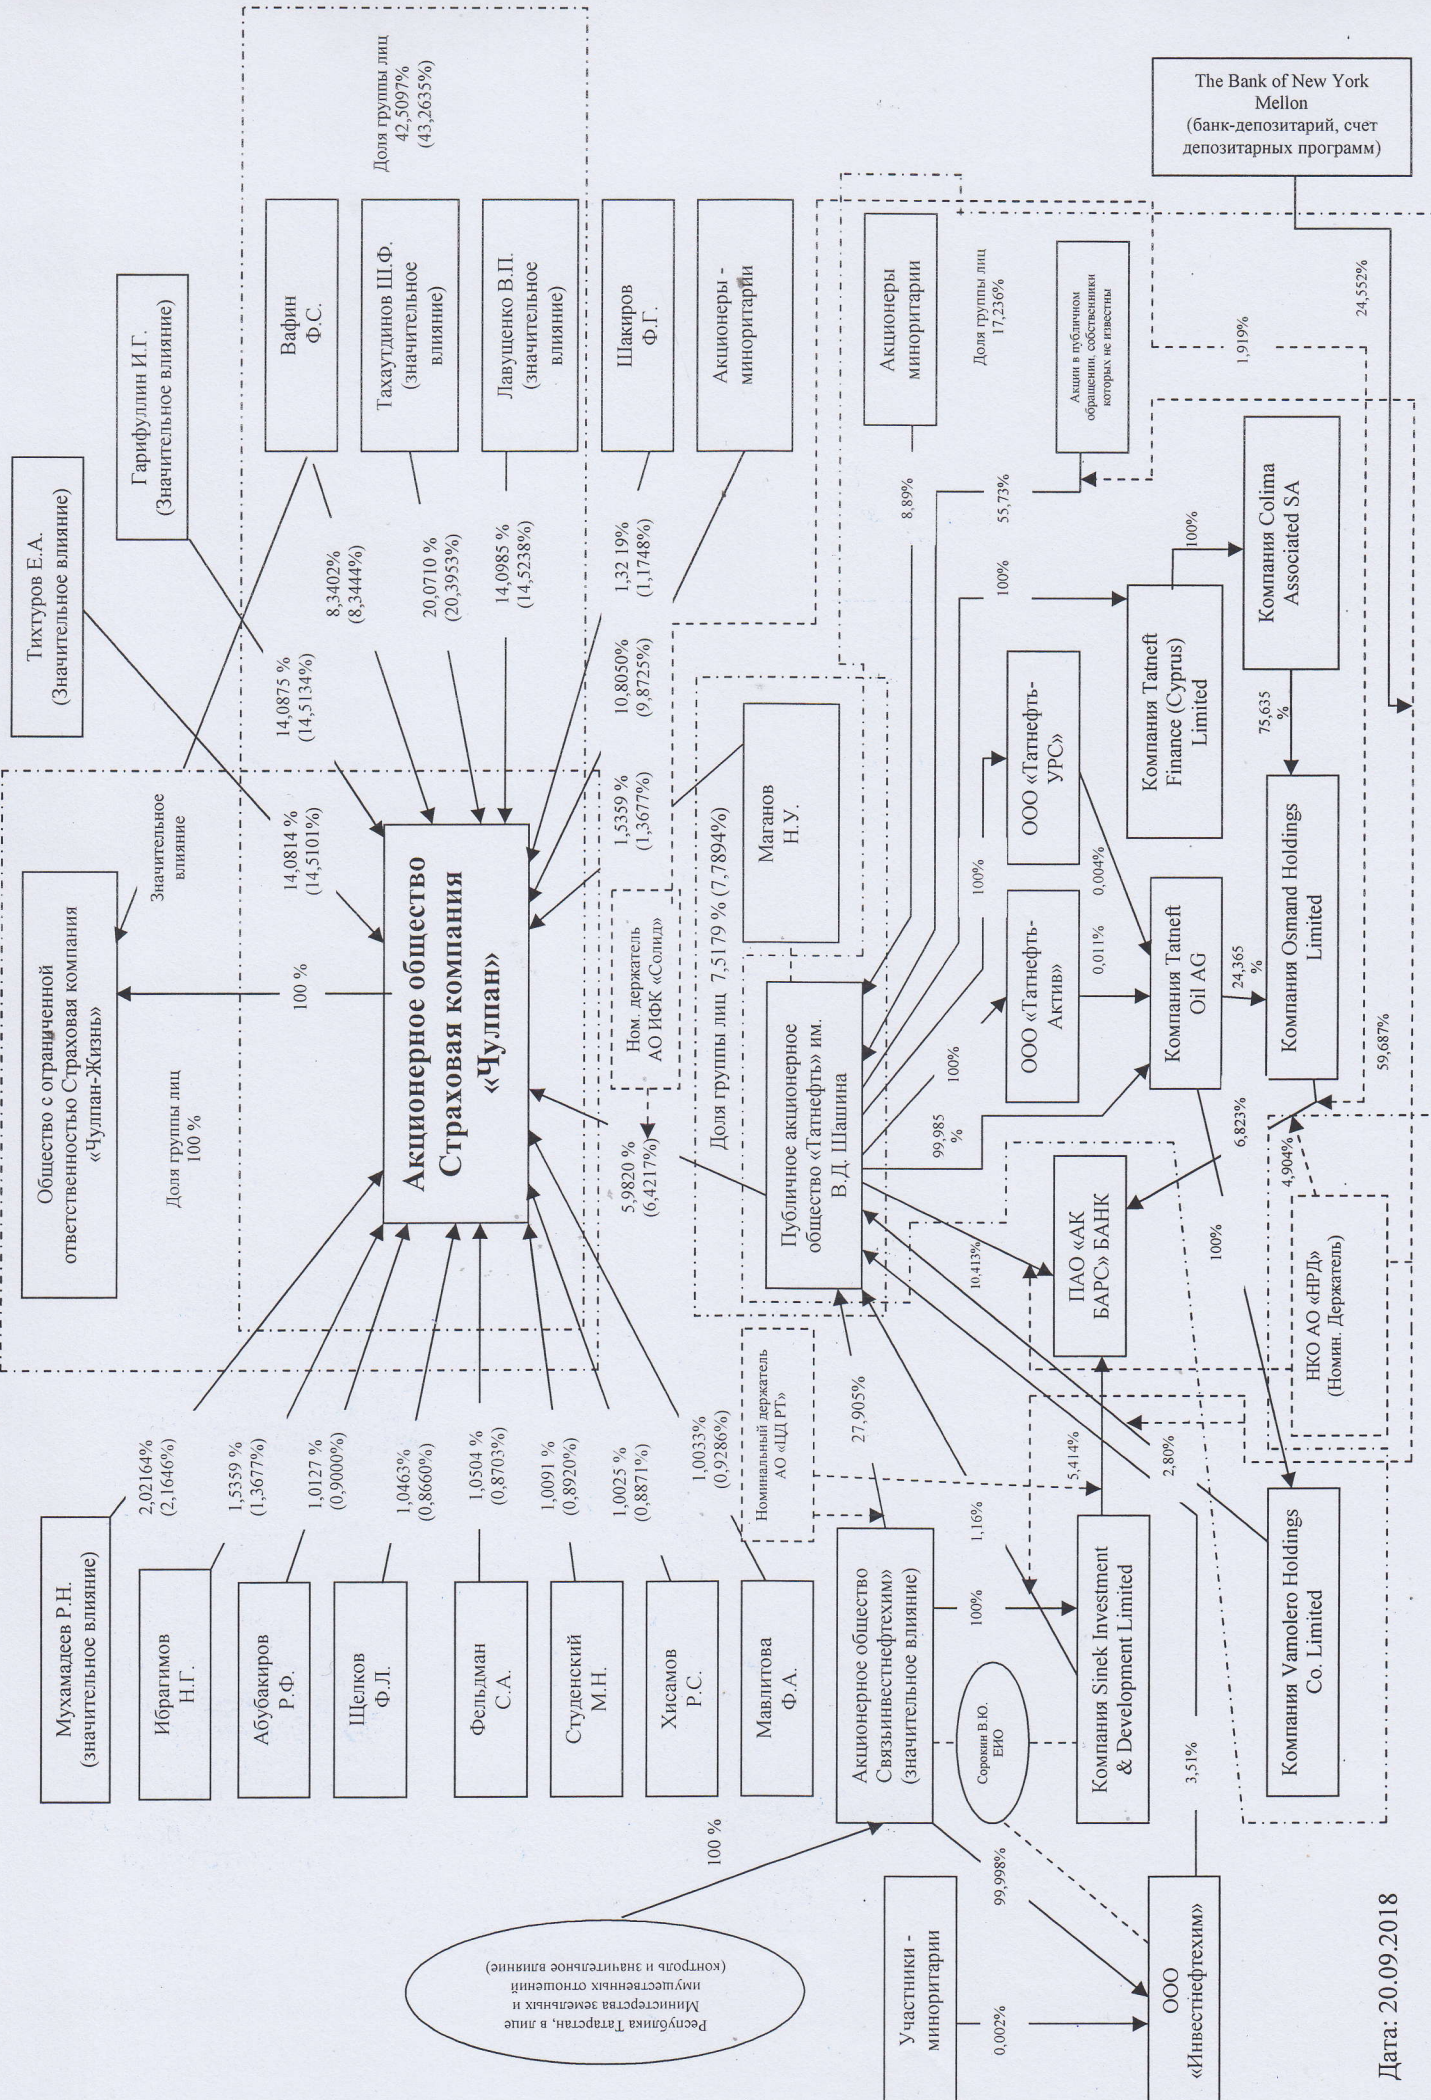 Мухамадеев Р.Н.
(значительное влияние)
Ибрагимов
Н.Г.
Абубакиров
Р.Ф.
Щелков
Ф.Л.
Фельдман
С.А.
Студенский
М.Н.
Хисамов
Р.С.
Мавлитова
Ф.А.
2,02164%
(2,1646%)
1,5359 %
(1,3677%)
1,0127 %
(0,9000%)
1,0463%
(0,8660%)
1,0504 %
(0,8703%)
1,0091 %
(0,8920%)
1,0025 %
(0,8871%)
1,0033%
(0,9286%)
Общество с ограниченной
ответственностью Страховая компания
«Чулпан-Жизнь»
Доля группы лиц
100 %
Значительное
влияние
100 %
Акционерное общество
Страховая компания
«Чулпан»
Тихтуров Е.А.
(Значительное влияние)
Гарифуллин И.Г.
(Значительное влияние)
14,0814 %
(14,5101%)
14,0875 %
(14,5134%)
Вафин
Ф.С.
Тахаутдинов Ш.Ф.
(значительное
влияние)
Лавущенко В.П.
(значительное
влияние)
Шакиров
Ф.Г.
Акционеры -
миноритарии
Доля группы лиц
42,5097%
(43,2635%)
8,3402%
(8,3444%)
20,0710 %
(20,3953%)
14,0985 %
(14,5238%)
1,32 19%
(1,1748%)
10,8050%
(9,8725%)
1,5359 %
(1,3677%)
5,9820 %
(6,4217%)
Ном. держатель
АО ИФК «Солид»
Доля группы лиц 7,5179 % (7,7894%)
Маганов
Н.У.
Публичное акционерное
общество «Татнефть» им.
В.Д. Шашина
Номинальный держатель
АО «ЦД РТ»
27,905%
Республика Татарстан, в лице
Министерства земельных и
имущественных отношений
(контроль и значительное влияние)
100 %
Акционерное общество
Связьинвестнефтехим»
(значительное влияние)
Сорокин В.Ю.
ЕИО
100%
Компания Sinek Investment
& Development Limited
1,16%
5,414%
Участники -
миноритарии
0,002%
99,998%
ООО
«Инвестнефтехим»
3,51%
Компания Vamolero Holdings
Co. Limited
2,80%
НКО АО «НРД»
(Номин. Держатель)
ПАО «АК
БАРС» БАНК
10,413%
4,904%
6,823%
100%
99,985
%
100%
100%
100%
ООО «Татнефть-
Актив»
ООО «Татнефть-
УРС»
0,011%
0,004%
Компания Tatneft
Oil AG
24,365
%
Компания Osmand Holdings
Limited
75,635
%
Компания Tatneft
Finance (Cyprus)
Limited
100%
Компания Colima
Associated SA
59,687%
Акционеры
миноритарии
8,89%
Доля группы лиц
17,236%
Акции в публичном
обращении, собственники
которых не известны
55,73%
1,919%
24,552%
The Bank of New York
Mellon
(банк-депозитарий, счет
депозитарных программ)
Дата: 20.09.2018